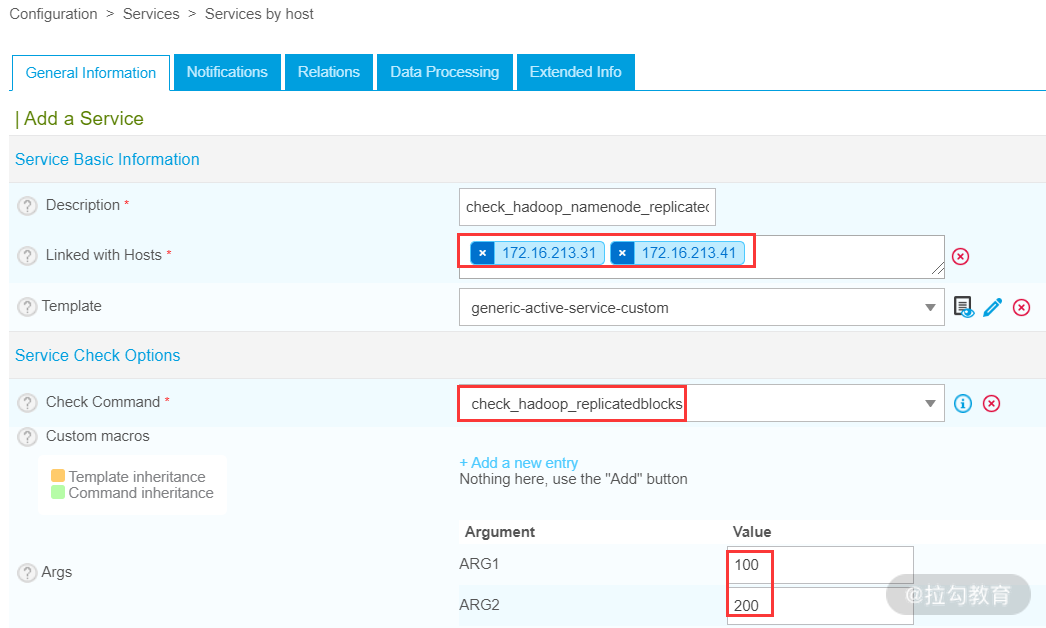 Configuration > Services > Services by host
General Information Notifications Relations Data Processing Extended Info
| Add a Service
Service Basic Information
? Description *
check_hadoop_namenode_replicated
? Linked with Hosts *
× 172.16.213.31 × 172.16.213.41
? Template
generic-active-service-custom
Service Check Options
? Check Command *
check_hadoop_replicatedblocks
? Custom macros
Template inheritance
Command inheritance
+ Add a new entry
Nothing here, use the "Add" button
Argument Value
? Args
ARG1 100
ARG2 200
@拉勾教育